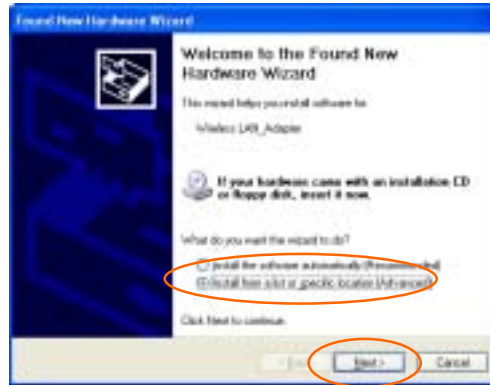 Found New Hardware Wizard
Welcome to the Found New
Hardware Wizard
This wizard helps you install software for:
Wireless LAN_Adapter
If your hardware came with an installation CD
or floppy disk, insert it now.
What do you want the wizard to do?
Install the software automatically (Recommended)
Install from a list or specific location (Advanced)
Click Next to continue.
< Back
Next >
Cancel